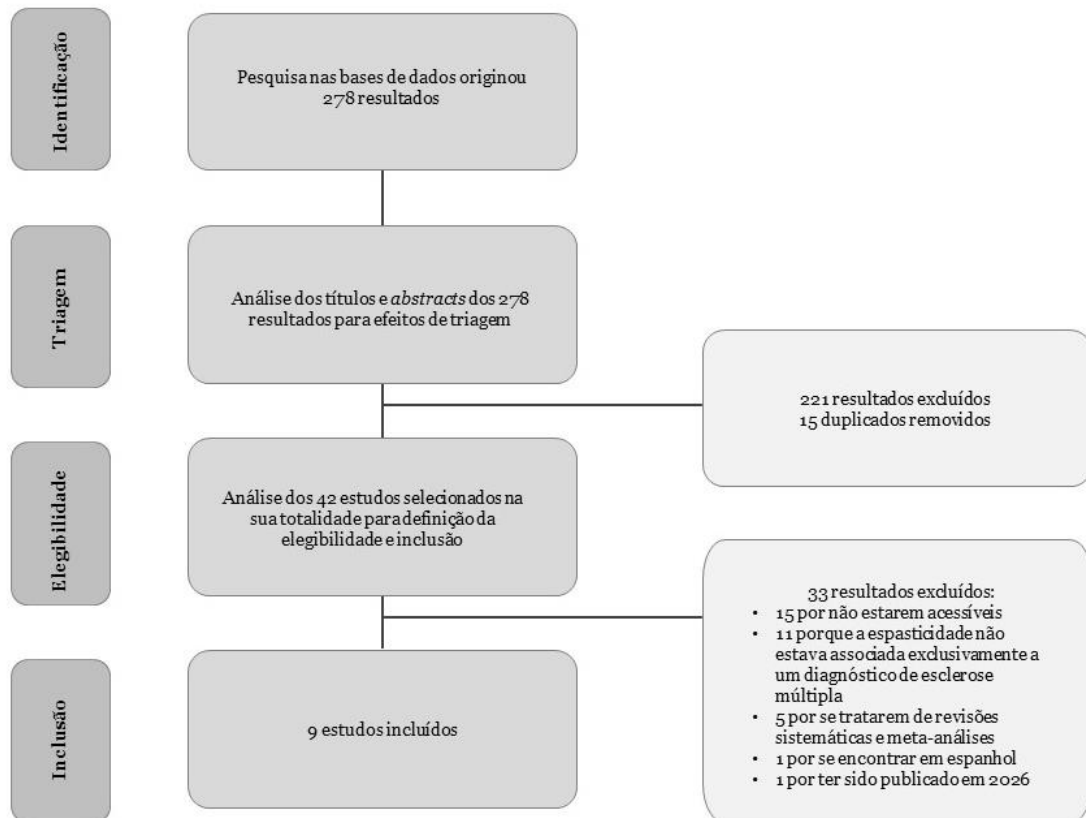 Identificação
Pesquisa nas bases de dados originou
278 resultados
Triagem
Análise dos títulos e abstracts dos 278
resultados para efeitos de triagem
221 resultados excluídos
15 duplicados removidos
Elegibilidade
Análise dos 42 estudos selecionados na
sua totalidade para definição da
elegibilidade e inclusão
33 resultados excluídos:
• 15 por não estarem acessíveis
• 11 porque a espasticidade não
estava associada exclusivamente a
um diagnóstico de esclerose
múltipla
• 5 por se tratarem de revisões
sistemáticas e meta-análises
• 1 por se encontrar em espanhol
• 1 por ter sido publicado em 2026
Inclusão
9 estudos incluídos